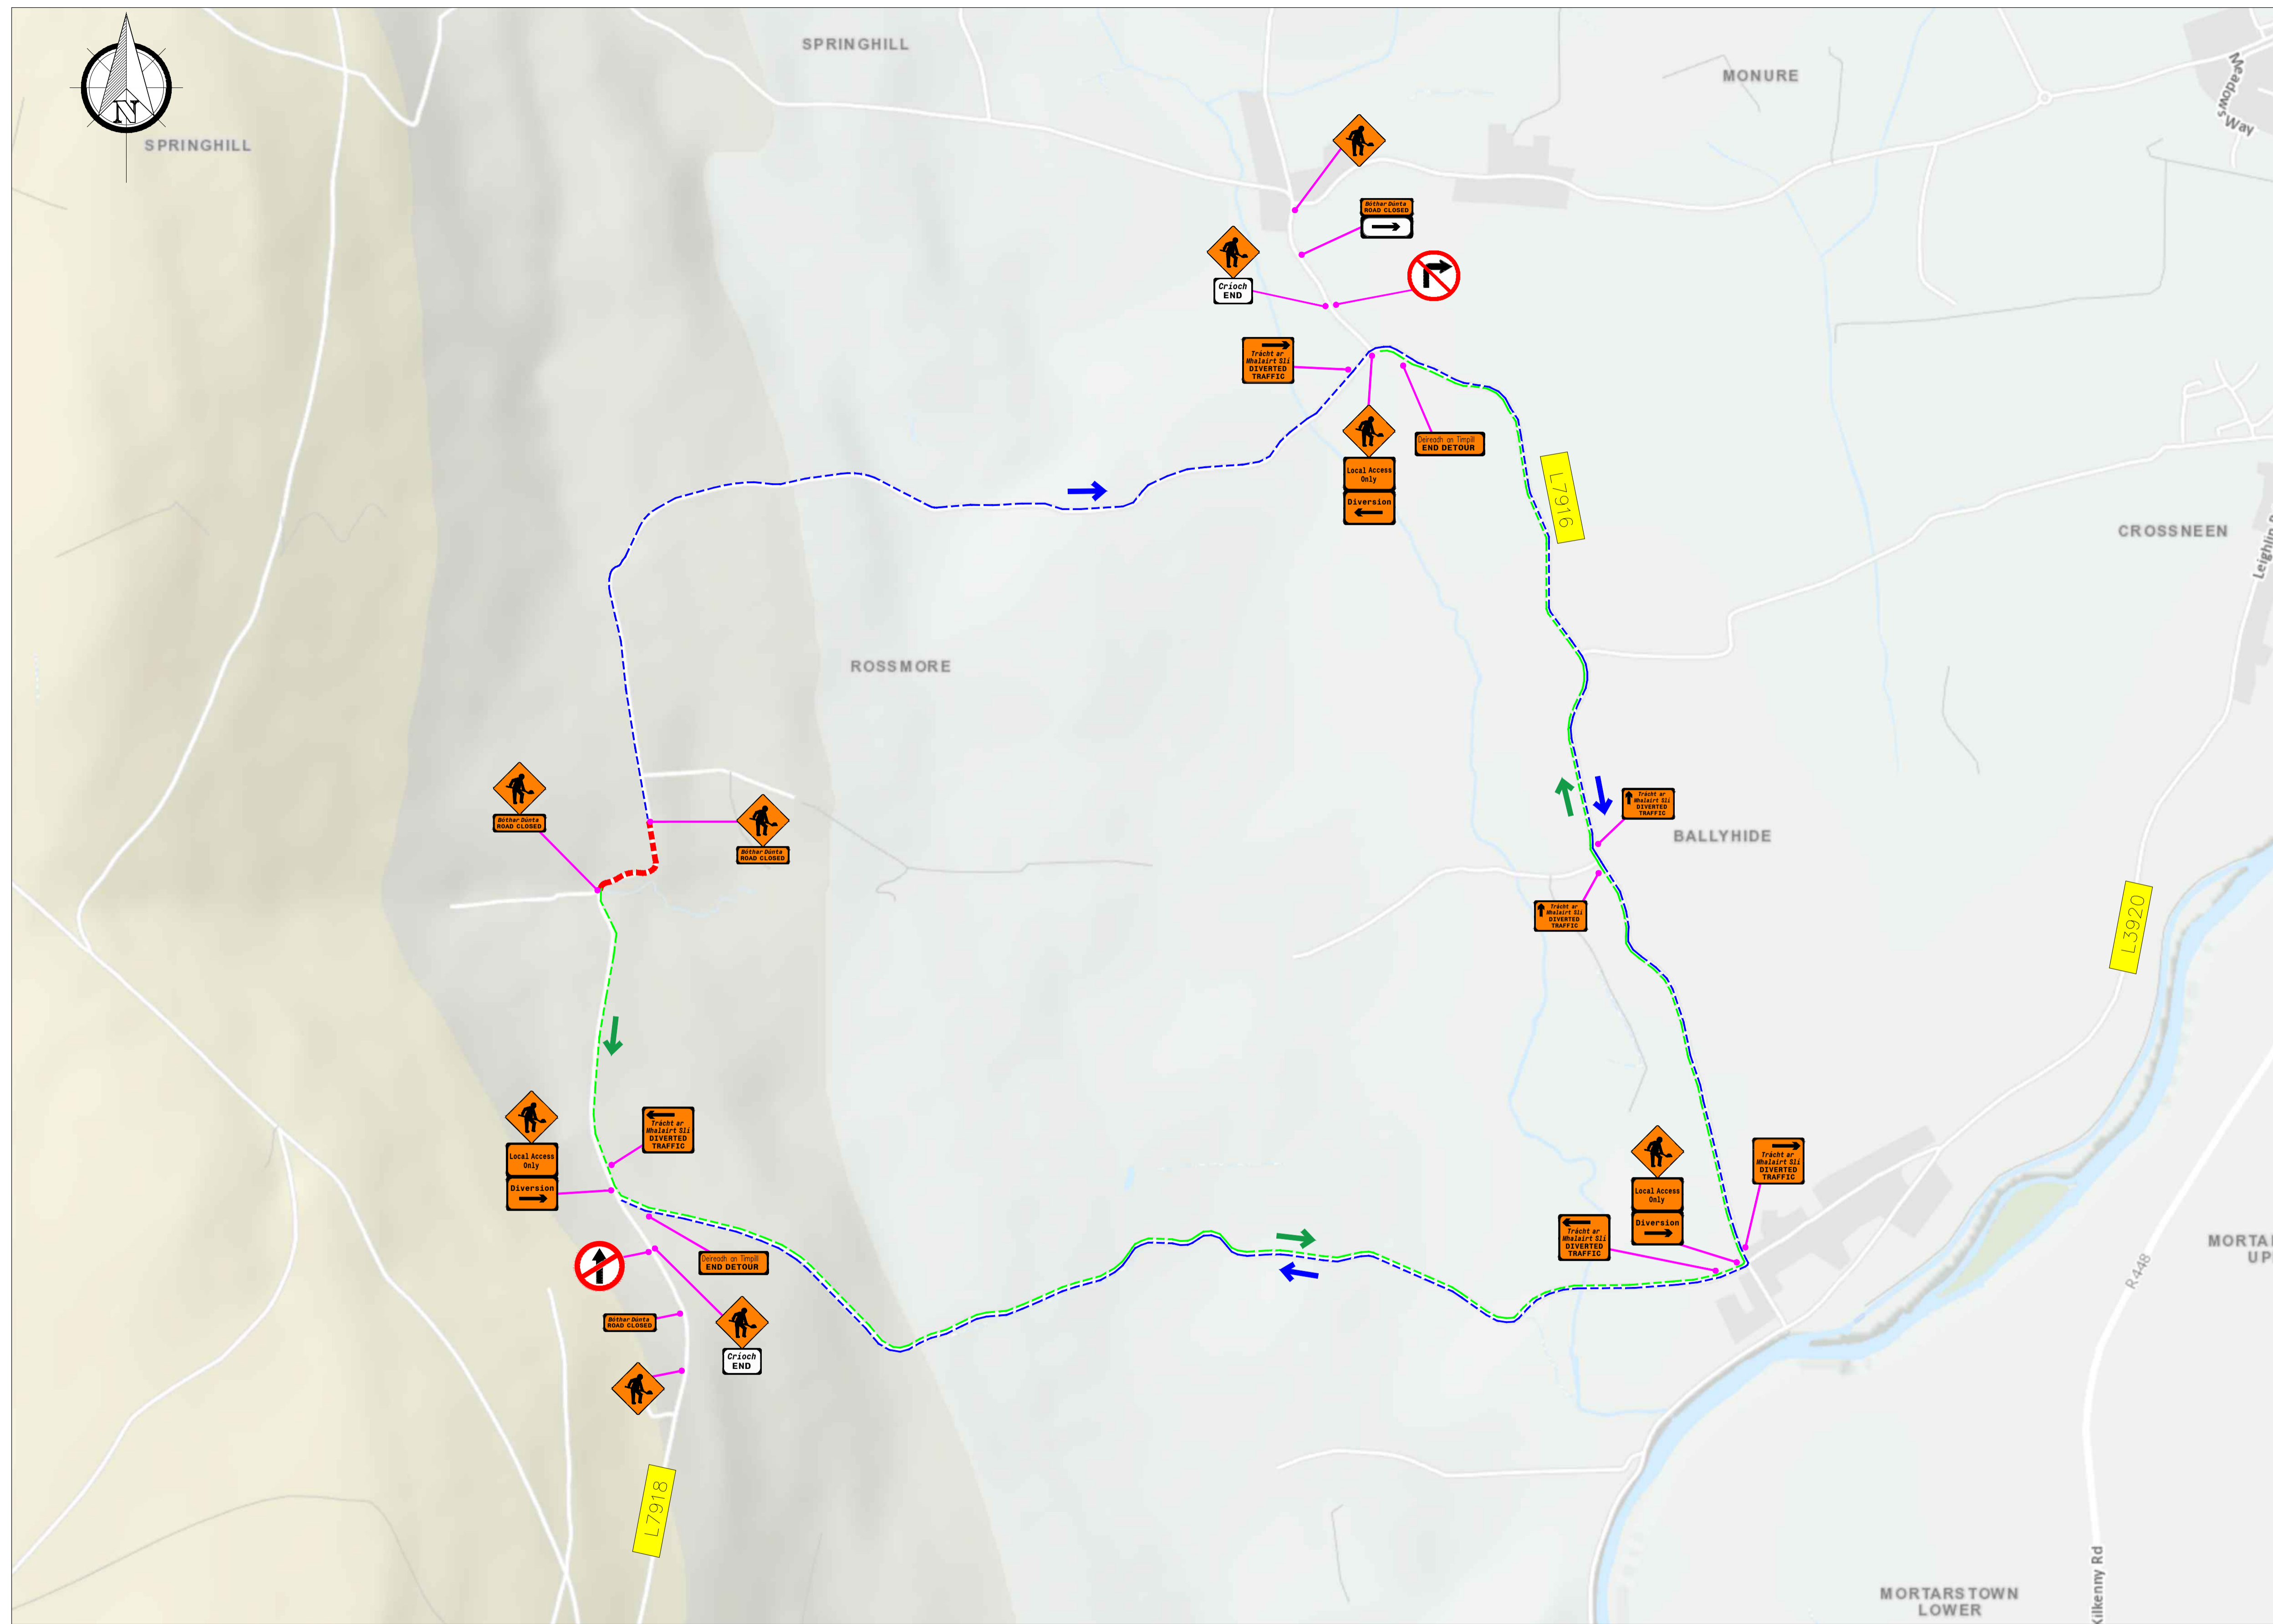 SPRINGHILL
MONURE
Meadows Way
N
SPRINGHILL
Bóthar Dúnta
ROAD CLOSED
Críoch
END
Trácht ar
Mhalairt Slí
DIVERTED
TRAFFIC
Local Access
Only
Diversion
Deireadh an Timpill
END DETOUR
L7916
CROSSNEEN
ROSSMORE
Bóthar Dúnta
ROAD CLOSED
Bóthar Dúnta
ROAD CLOSED
Trácht ar
Mhalairt Slí
DIVERTED
TRAFFIC
BALLYHIDE
Trácht ar
Mhalairt Slí
DIVERTED
TRAFFIC
L3920
Local Access
Only
Diversion
Trácht ar
Mhalairt Slí
DIVERTED
TRAFFIC
Local Access
Only
Diversion
Trácht ar
Mhalairt Slí
DIVERTED
TRAFFIC
Trácht ar
Mhalairt Slí
DIVERTED
TRAFFIC
Deireadh an Timpill
END DETOUR
Bóthar Dúnta
ROAD CLOSED
Críoch
END
R448
L7918
Kilkenny Rd
MORTARSTOWN
LOWER